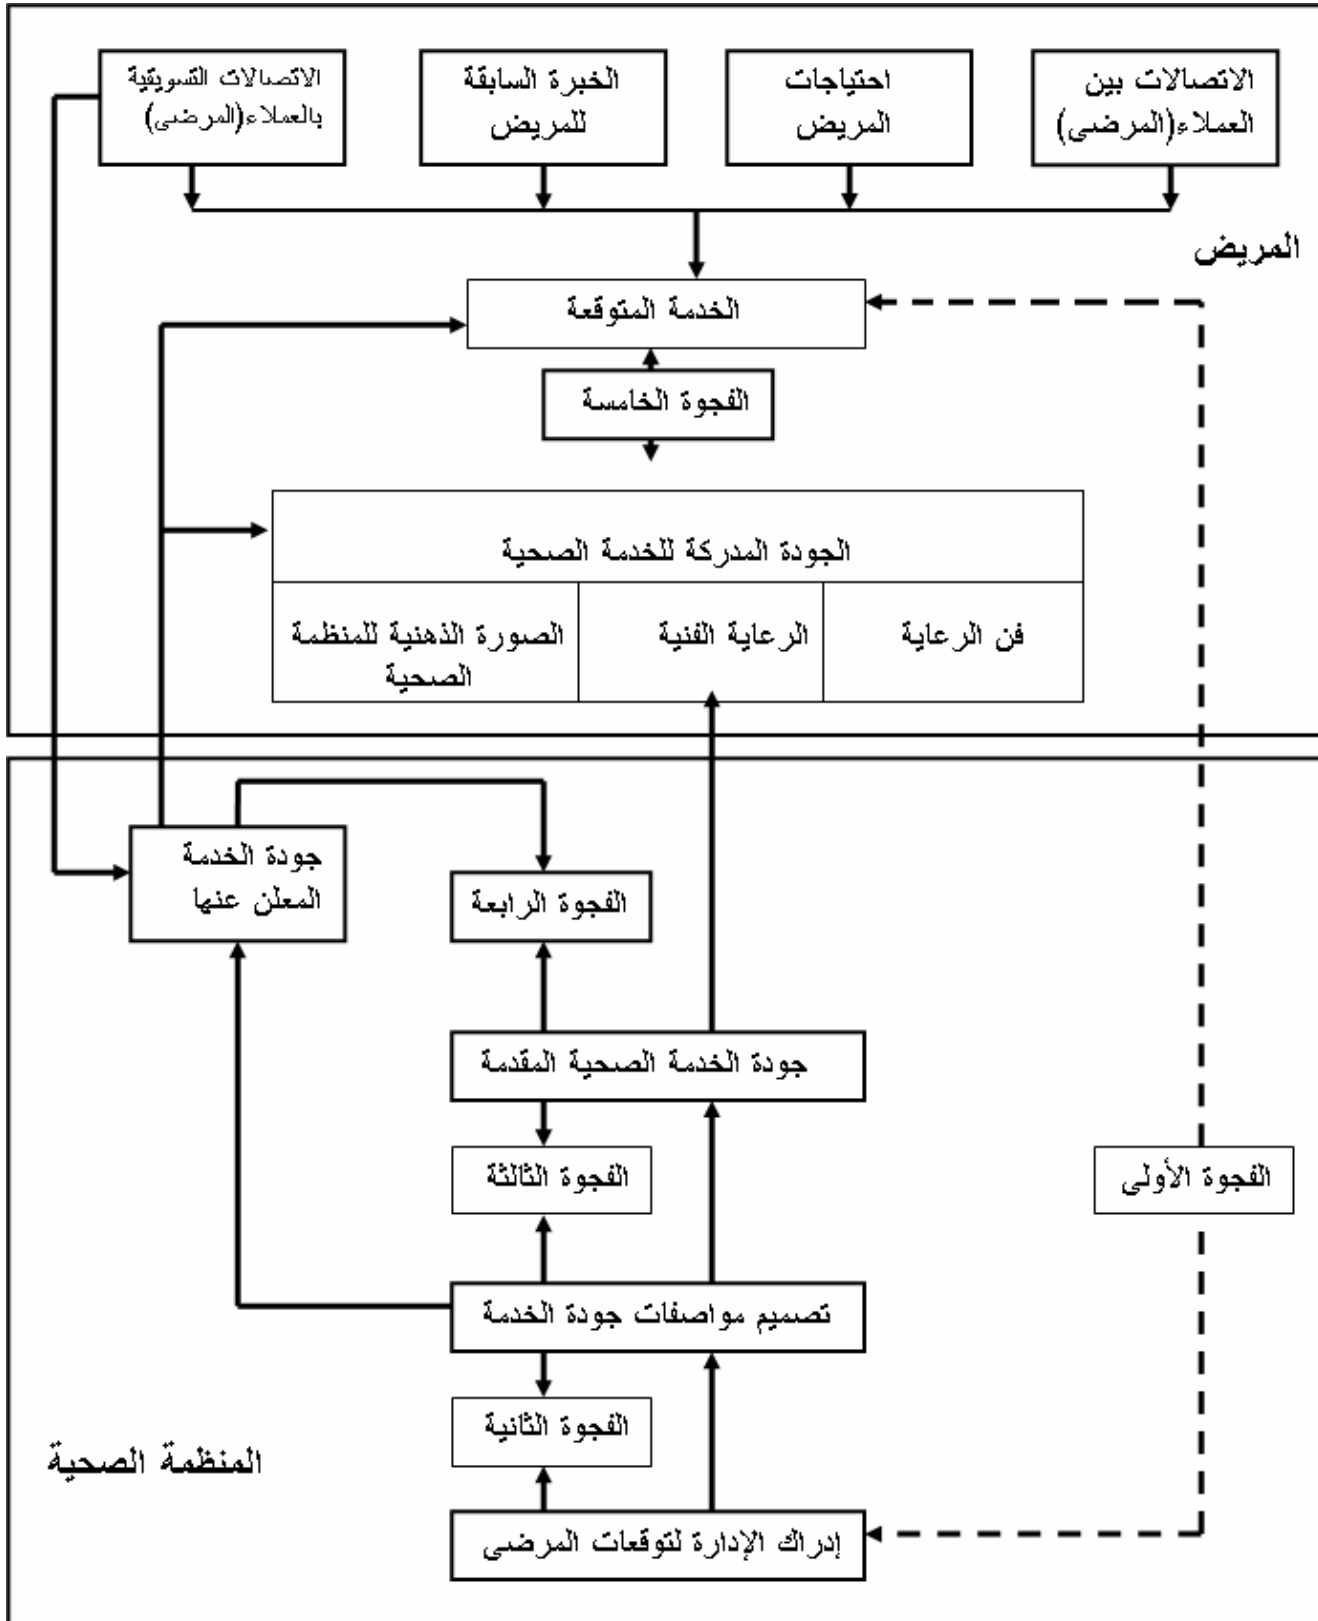 الاتصالات بين
العملاء(المرضى)
احتياجات
المريض
الخبرة السابقة
للمريض
الاتصالات التسويقية
بالعملاء(المرضى)
المريض
الخدمة المتوقعة
الفجوة الخامسة
الجودة المدركة للخدمة الصحية
فن الرعاية
الرعاية الفنية
الصورة الذهنية للمنظمة
الصحية
جودة الخدمة
المعلن عنها
الفجوة الرابعة
جودة الخدمة الصحية المقدمة
الفجوة الثالثة
الفجوة الأولى
تصميم مواصفات جودة الخدمة
الفجوة الثانية
المنظمة الصحية
إدراك الإدارة لتوقعات المرضى